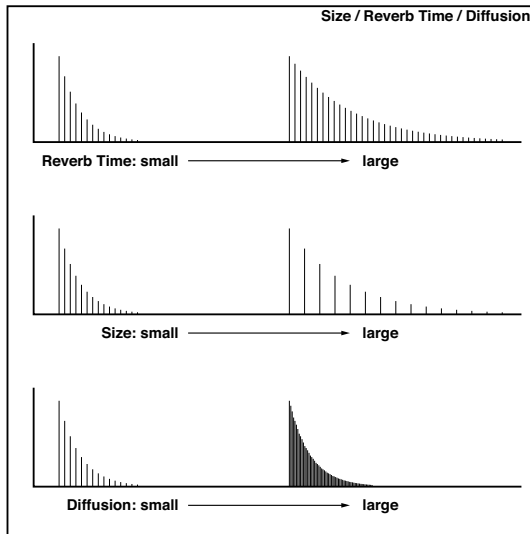 Size / Reverb Time / Diffusion
Reverb Time: small large
Size: small large
Diffusion: small large